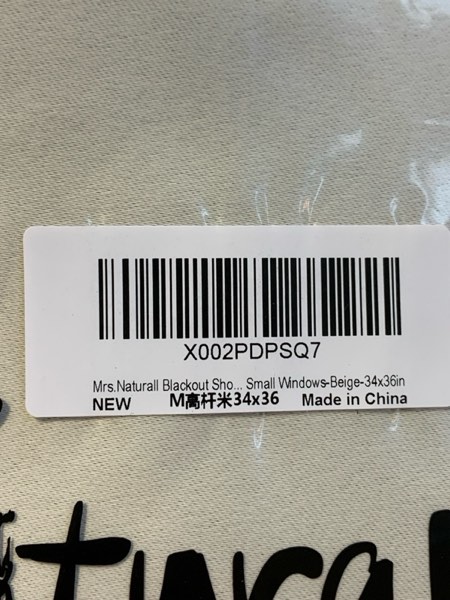 X002PDPSQ7
Mrs.Naturall Blackout Sho... Small Windows-Beige-34x36in
NEW M高杆米34x36 Made in China